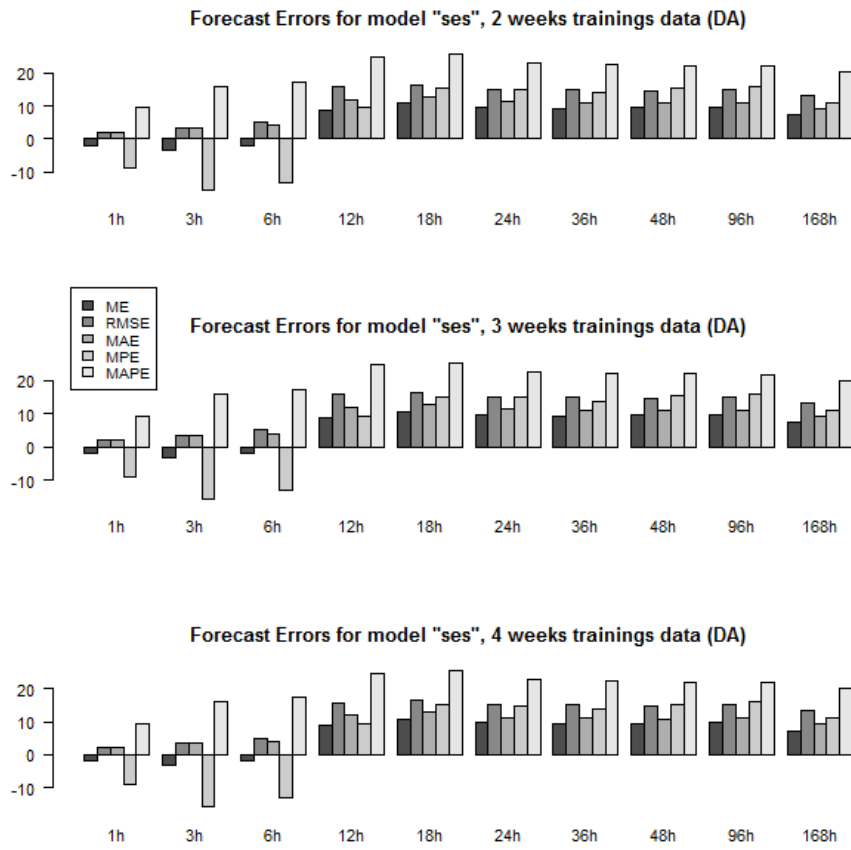 Forecast Errors for model "ses", 2 weeks trainings data (DA)
20
10
0
-10
1h 3h 6h 12h 18h 24h 36h 48h 96h 168h
ME
RMSE
MAE
MPE
MAPE
Forecast Errors for model "ses", 3 weeks trainings data (DA)
20
10
0
-10
1h 3h 6h 12h 18h 24h 36h 48h 96h 168h
Forecast Errors for model "ses", 4 weeks trainings data (DA)
20
10
0
-10
1h 3h 6h 12h 18h 24h 36h 48h 96h 168h